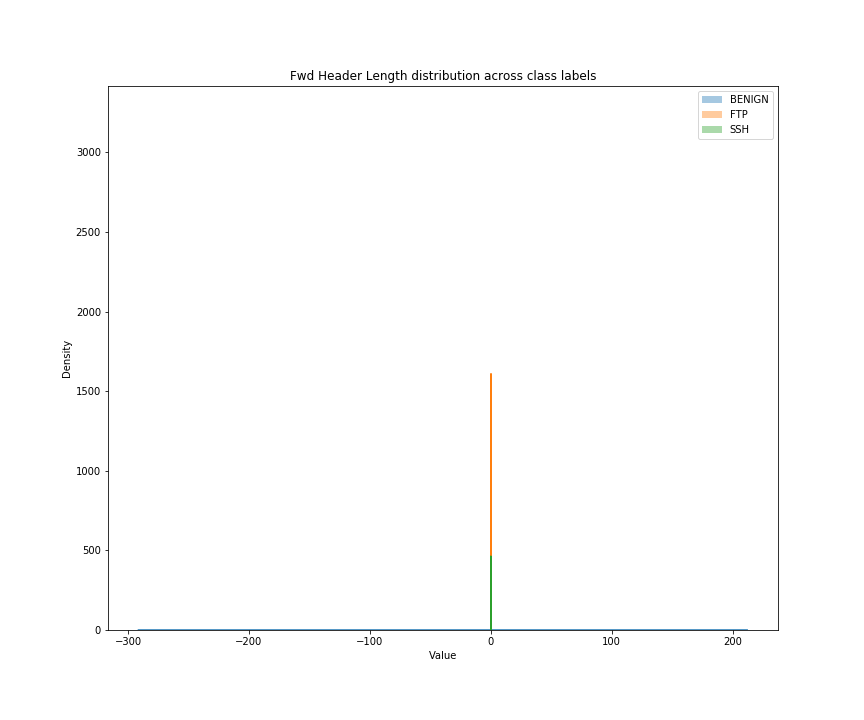 Fwd Header Length distribution across class labels
BENIGN
FTP
SSH
3000
2500
2000
1500
1000
500
0
Density
−300
−200
−100
0
100
200
Value